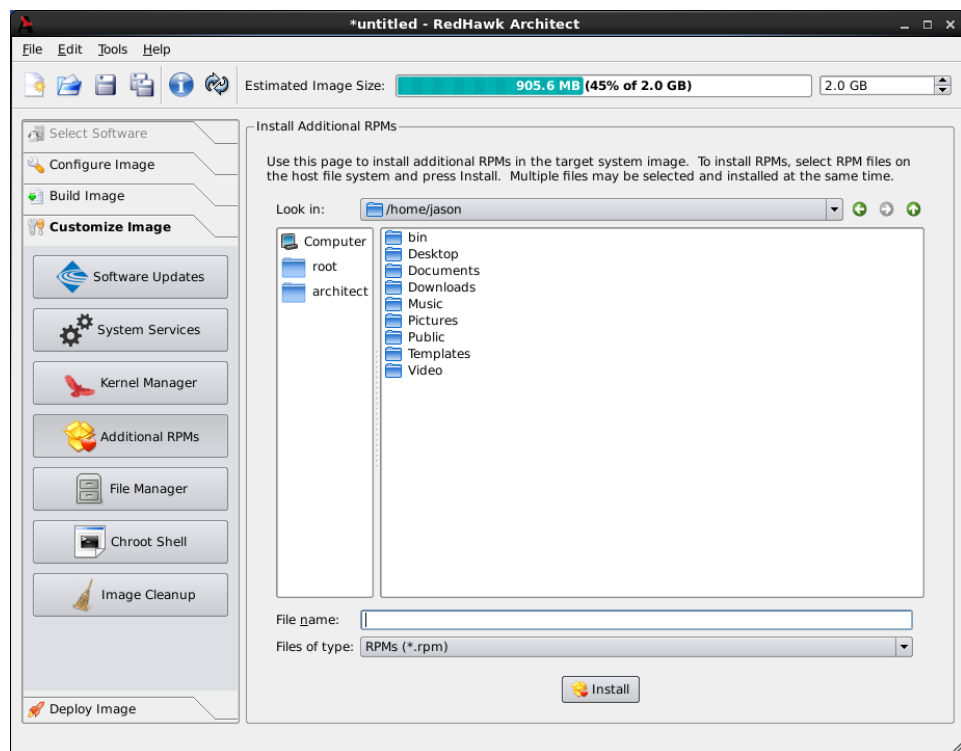 *untitled - RedHawk Architect
File Edit Tools Help
Estimated Image Size: 905.6 MB (45% of 2.0 GB) 2.0 GB
Select Software
Configure Image
Build Image
Customize Image
Software Updates
System Services
Kernel Manager
Additional RPMs
File Manager
Chroot Shell
Image Cleanup
Deploy Image
Install Additional RPMs
Use this page to install additional RPMs in the target system image. To install RPMs, select RPM files on
the host file system and press Install. Multiple files may be selected and installed at the same time.
Look in: /home/jason
Computer
root
architect
bin
Desktop
Documents
Downloads
Music
Pictures
Public
Templates
Video
File name:
Files of type: RPMs (*.rpm)
Install